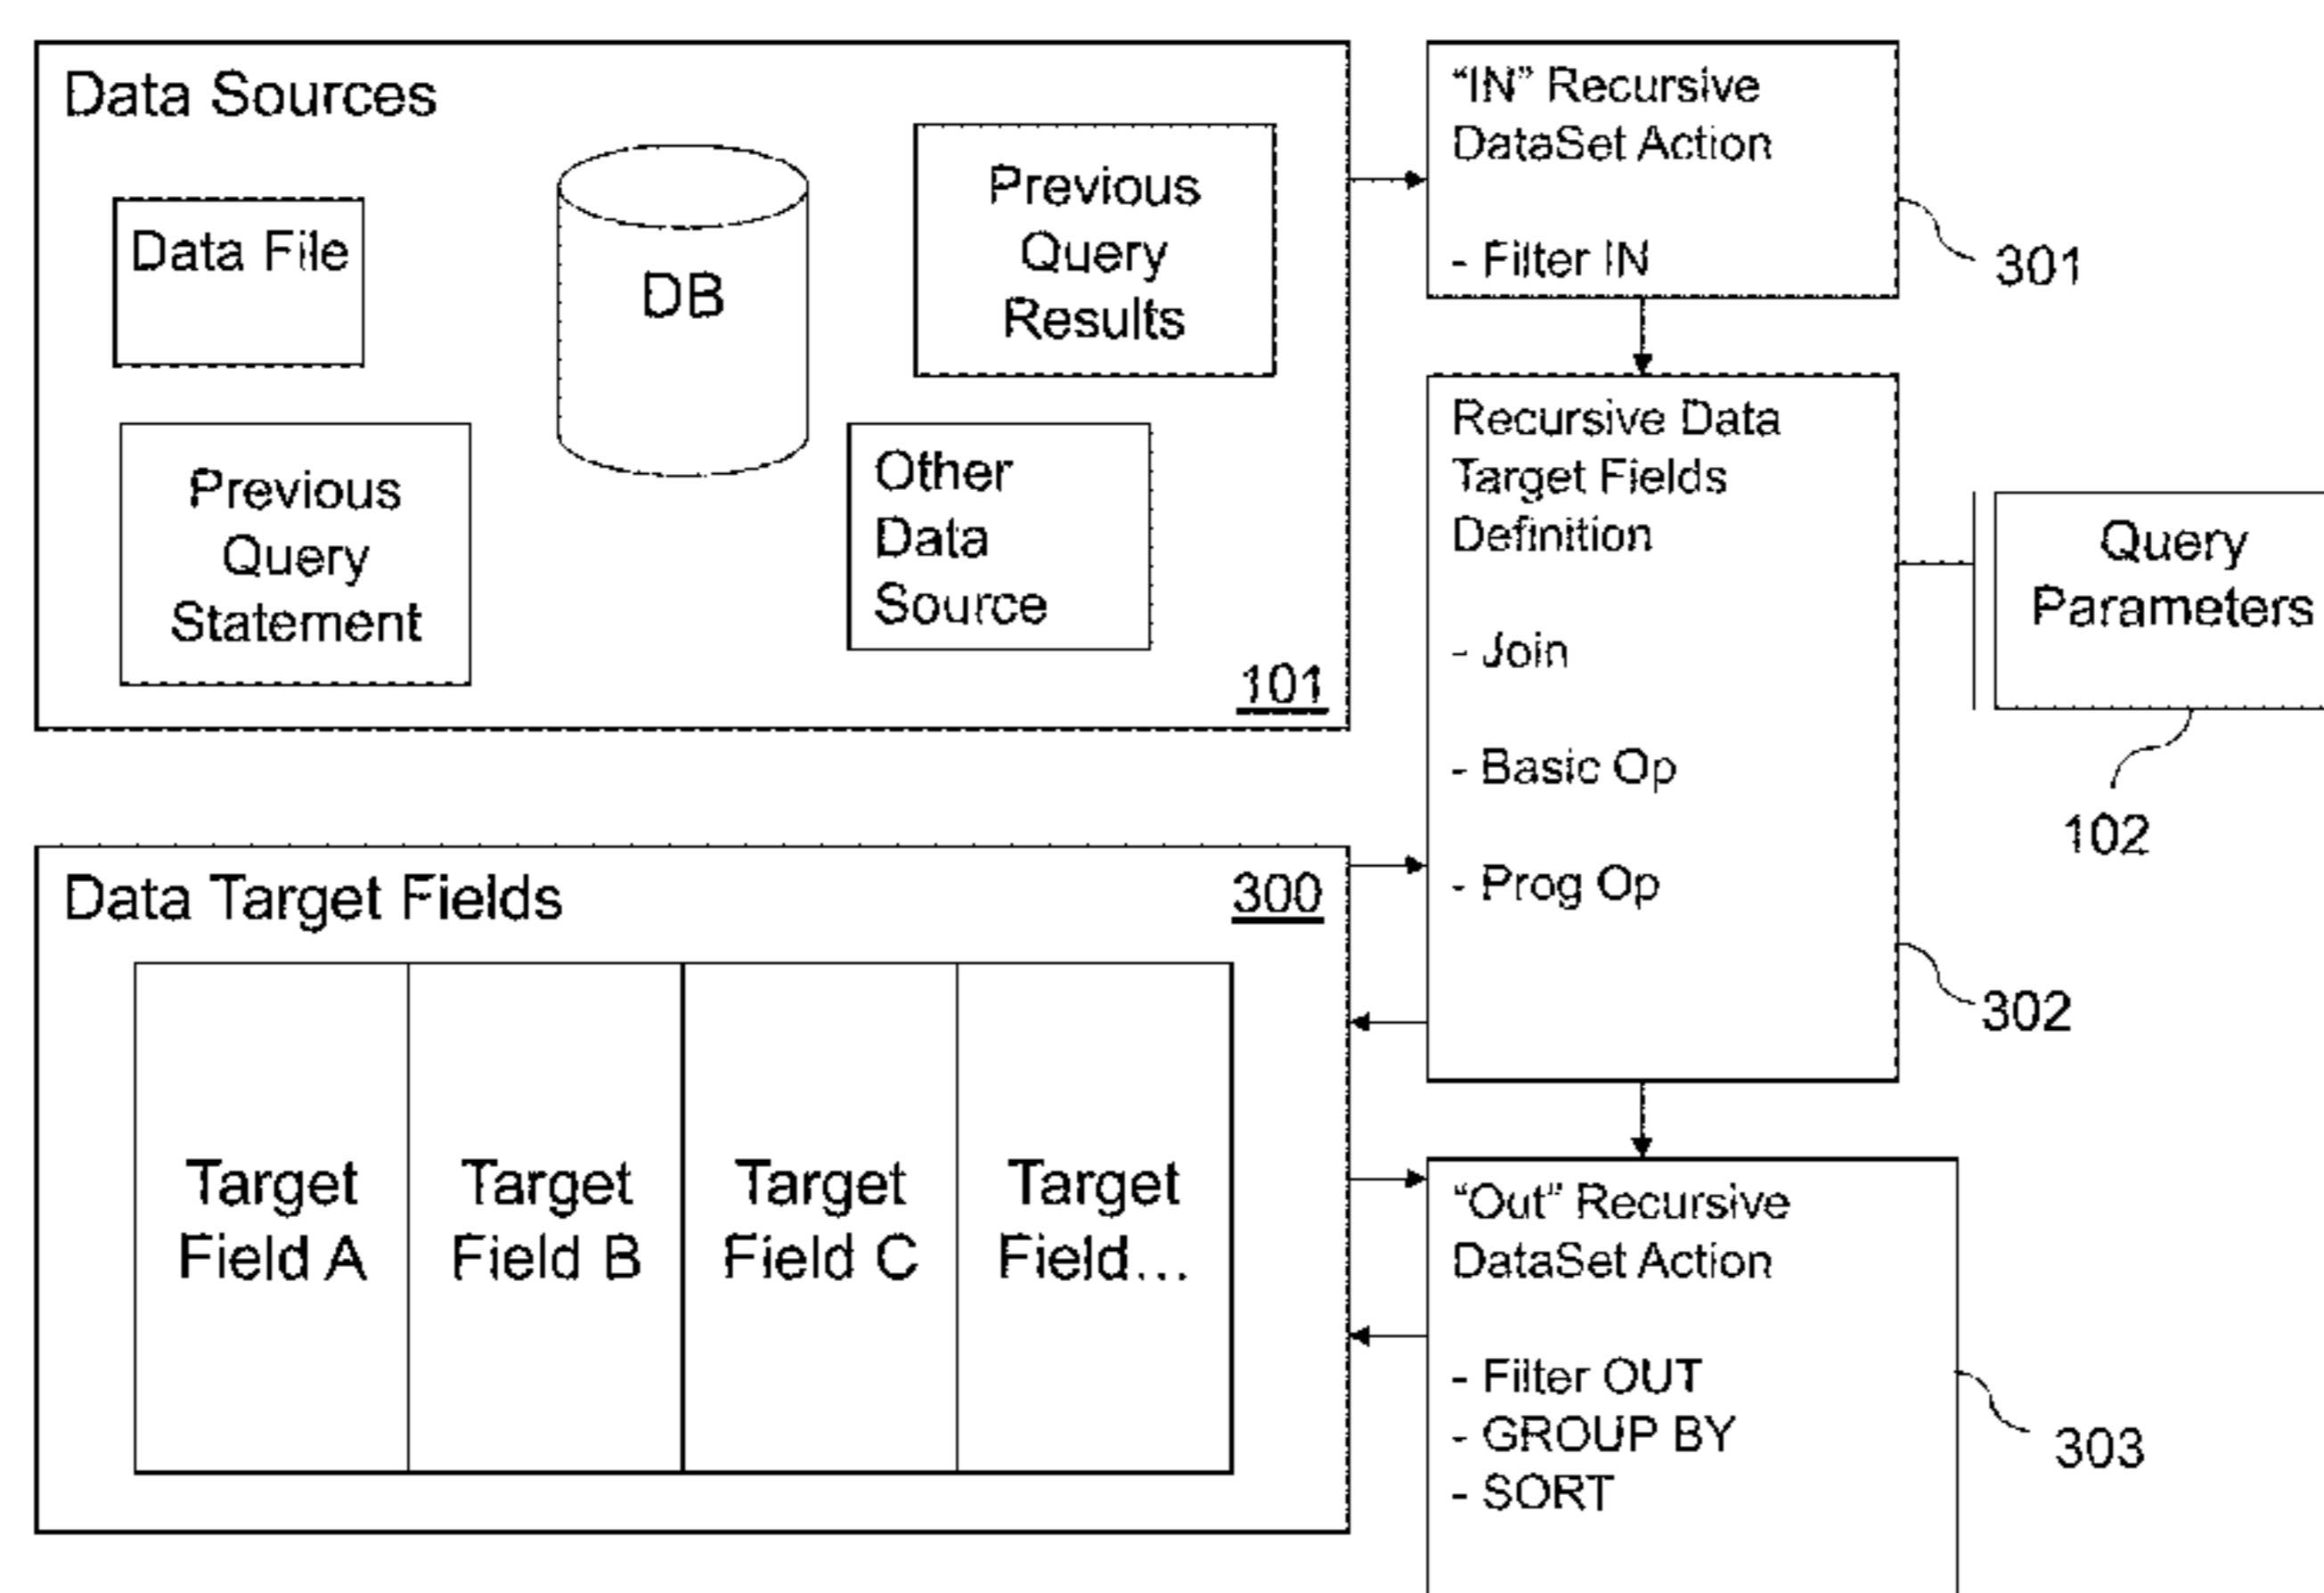 Data Sources
Data File
DB
Previous
Query
Results
Previous
Query
Statement
Other
Data
Source
101
“IN” Recursive
DataSet Action
- Filter IN
301
Recursive Data
Target Fields
Definition
- Join
- Basic Op
- Prog Op
302
Query
Parameters
102
Data Target Fields
300
Target
Field A
Target
Field B
Target
Field C
Target
Field...
“Out” Recursive
DataSet Action
- Filter OUT
- GROUP BY
- SORT
303